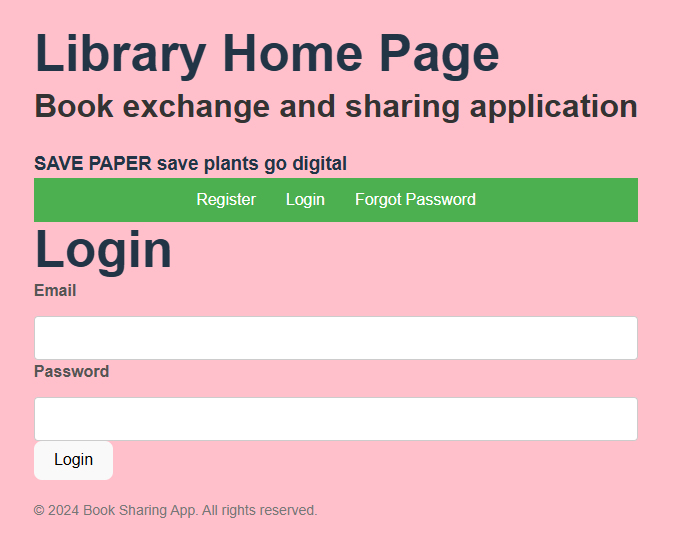 Library Home Page
Book exchange and sharing application
SAVE PAPER save plants go digital
Register Login Forgot Password
Login
Email
Password
Login
© 2024 Book Sharing App. All rights reserved.